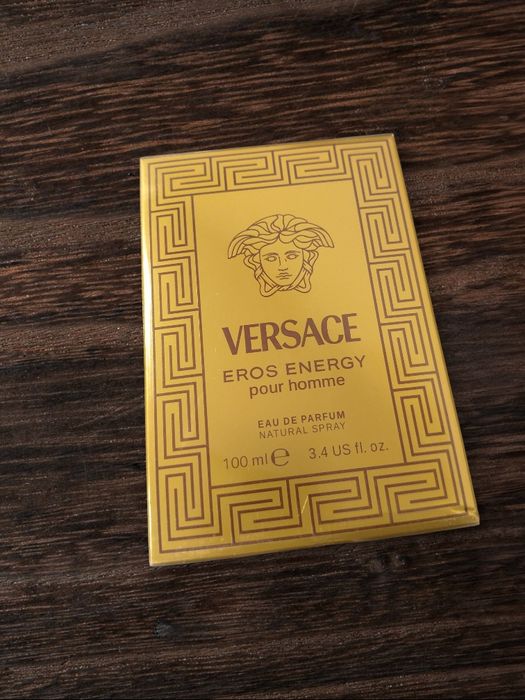 VERSACE
EROS ENERGY
pour homme
EAU DE PARFUM
NATURAL SPRAY
100 ml ℮ 3.4 US fl. oz.